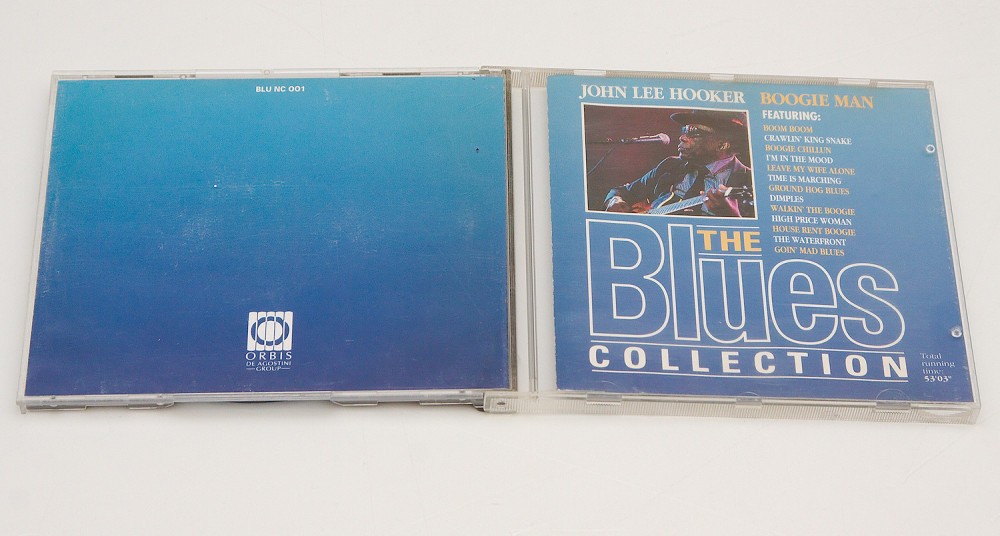 BLU NC 001
ORBIS
DE AGOSTINI
GROUP
JOHN LEE HOOKER BOOGIE MAN
FEATURING:
BOOM BOOM
CRAWLIN' KING SNAKE
BOOGIE CHILLUN
I'M IN THE MOOD
LEAVE MY WIFE ALONE
TIME IS MARCHING
GROUND HOG BLUES
DIMPLES
WALKIN' THE BOOGIE
HIGH PRICE WOMAN
HOUSE RENT BOOGIE
THE WATERFRONT
GOIN' MAD BLUES
THE
Blues
COLLECTION
Total
running
time:
53'03"